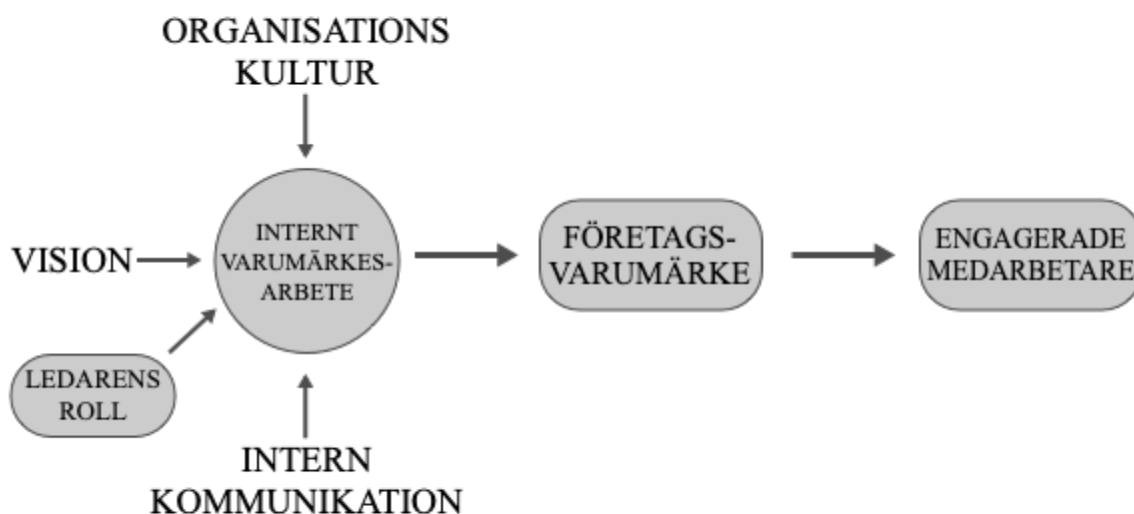 ORGANISATIONS
KULTUR
VISION
INTERNT
VARUMÄRKES-
ARBETE
FÖRETAGS-
VARUMÄRKE
ENGAGERADE
MEDARBETARE
LEDARENS
ROLL
INTERN
KOMMUNIKATION